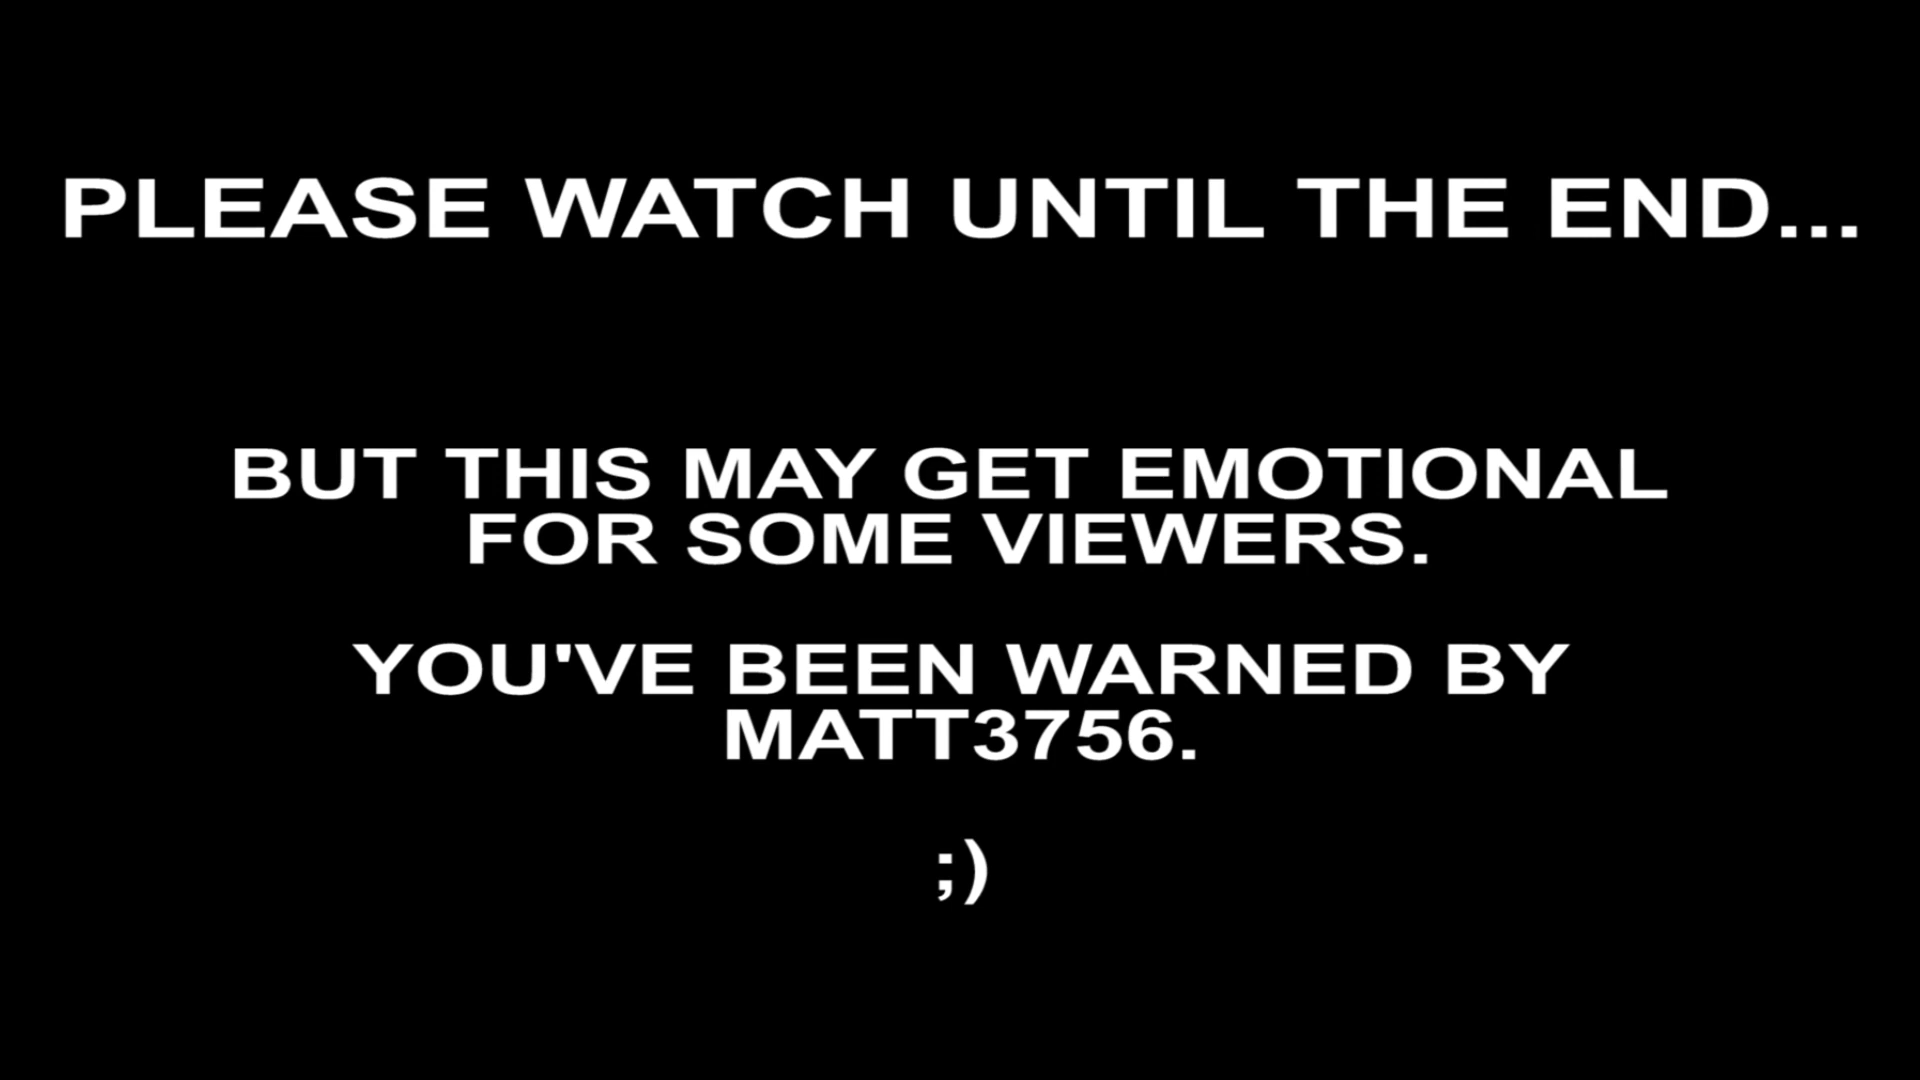 PLEASE WATCH UNTIL THE END...
BUT THIS MAY GET EMOTIONAL
FOR SOME VIEWERS.
YOU'VE BEEN WARNED BY
MATT3756.
;)